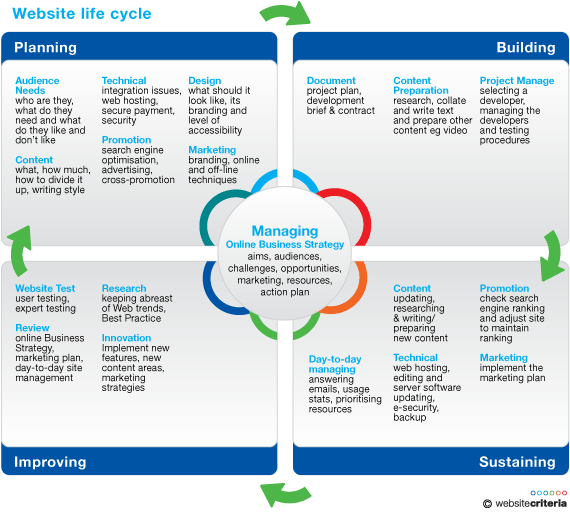 Website life cycle
Planning
Audience
Needs
who are they,
what do they
need and what
do they like and
don't like
Content
what, how much,
how to divide it
up, writing style
Technical
integration issues,
web hosting,
secure payment,
security
Promotion
search engine
optimisation,
advertising,
cross-promotion
Design
what should it
look like, its
branding and
level of
accessibility
Marketing
branding, online
and off-line
techniques
Building
Document
project plan,
development
brief & contract
Content
Preparation
research, collate
and write text
and prepare other
content eg video
Project Manage
selecting a
developer,
managing the
developers
and testing
procedures
Managing
Online Business Strategy
aims, audiences,
challenges, opportunities,
marketing, resources,
action plan
Website Test
user testing,
expert testing
Review
online Business
Strategy,
marketing plan,
day-to-day site
management
Research
keeping abreast
of Web trends,
Best Practice
Innovation
Implement new
features, new
content areas,
marketing
strategies
Improving
Day-to-day
managing
answering
emails, usage
stats, prioritising
resources
Content
updating,
researching
& writing/
preparing
new content
Technical
web hosting,
editing and
server software
updating,
e-security,
backup
Promotion
check search
engine ranking
and adjust site
to maintain
ranking
Marketing
implement the
marketing plan
Sustaining
© websitecriteria